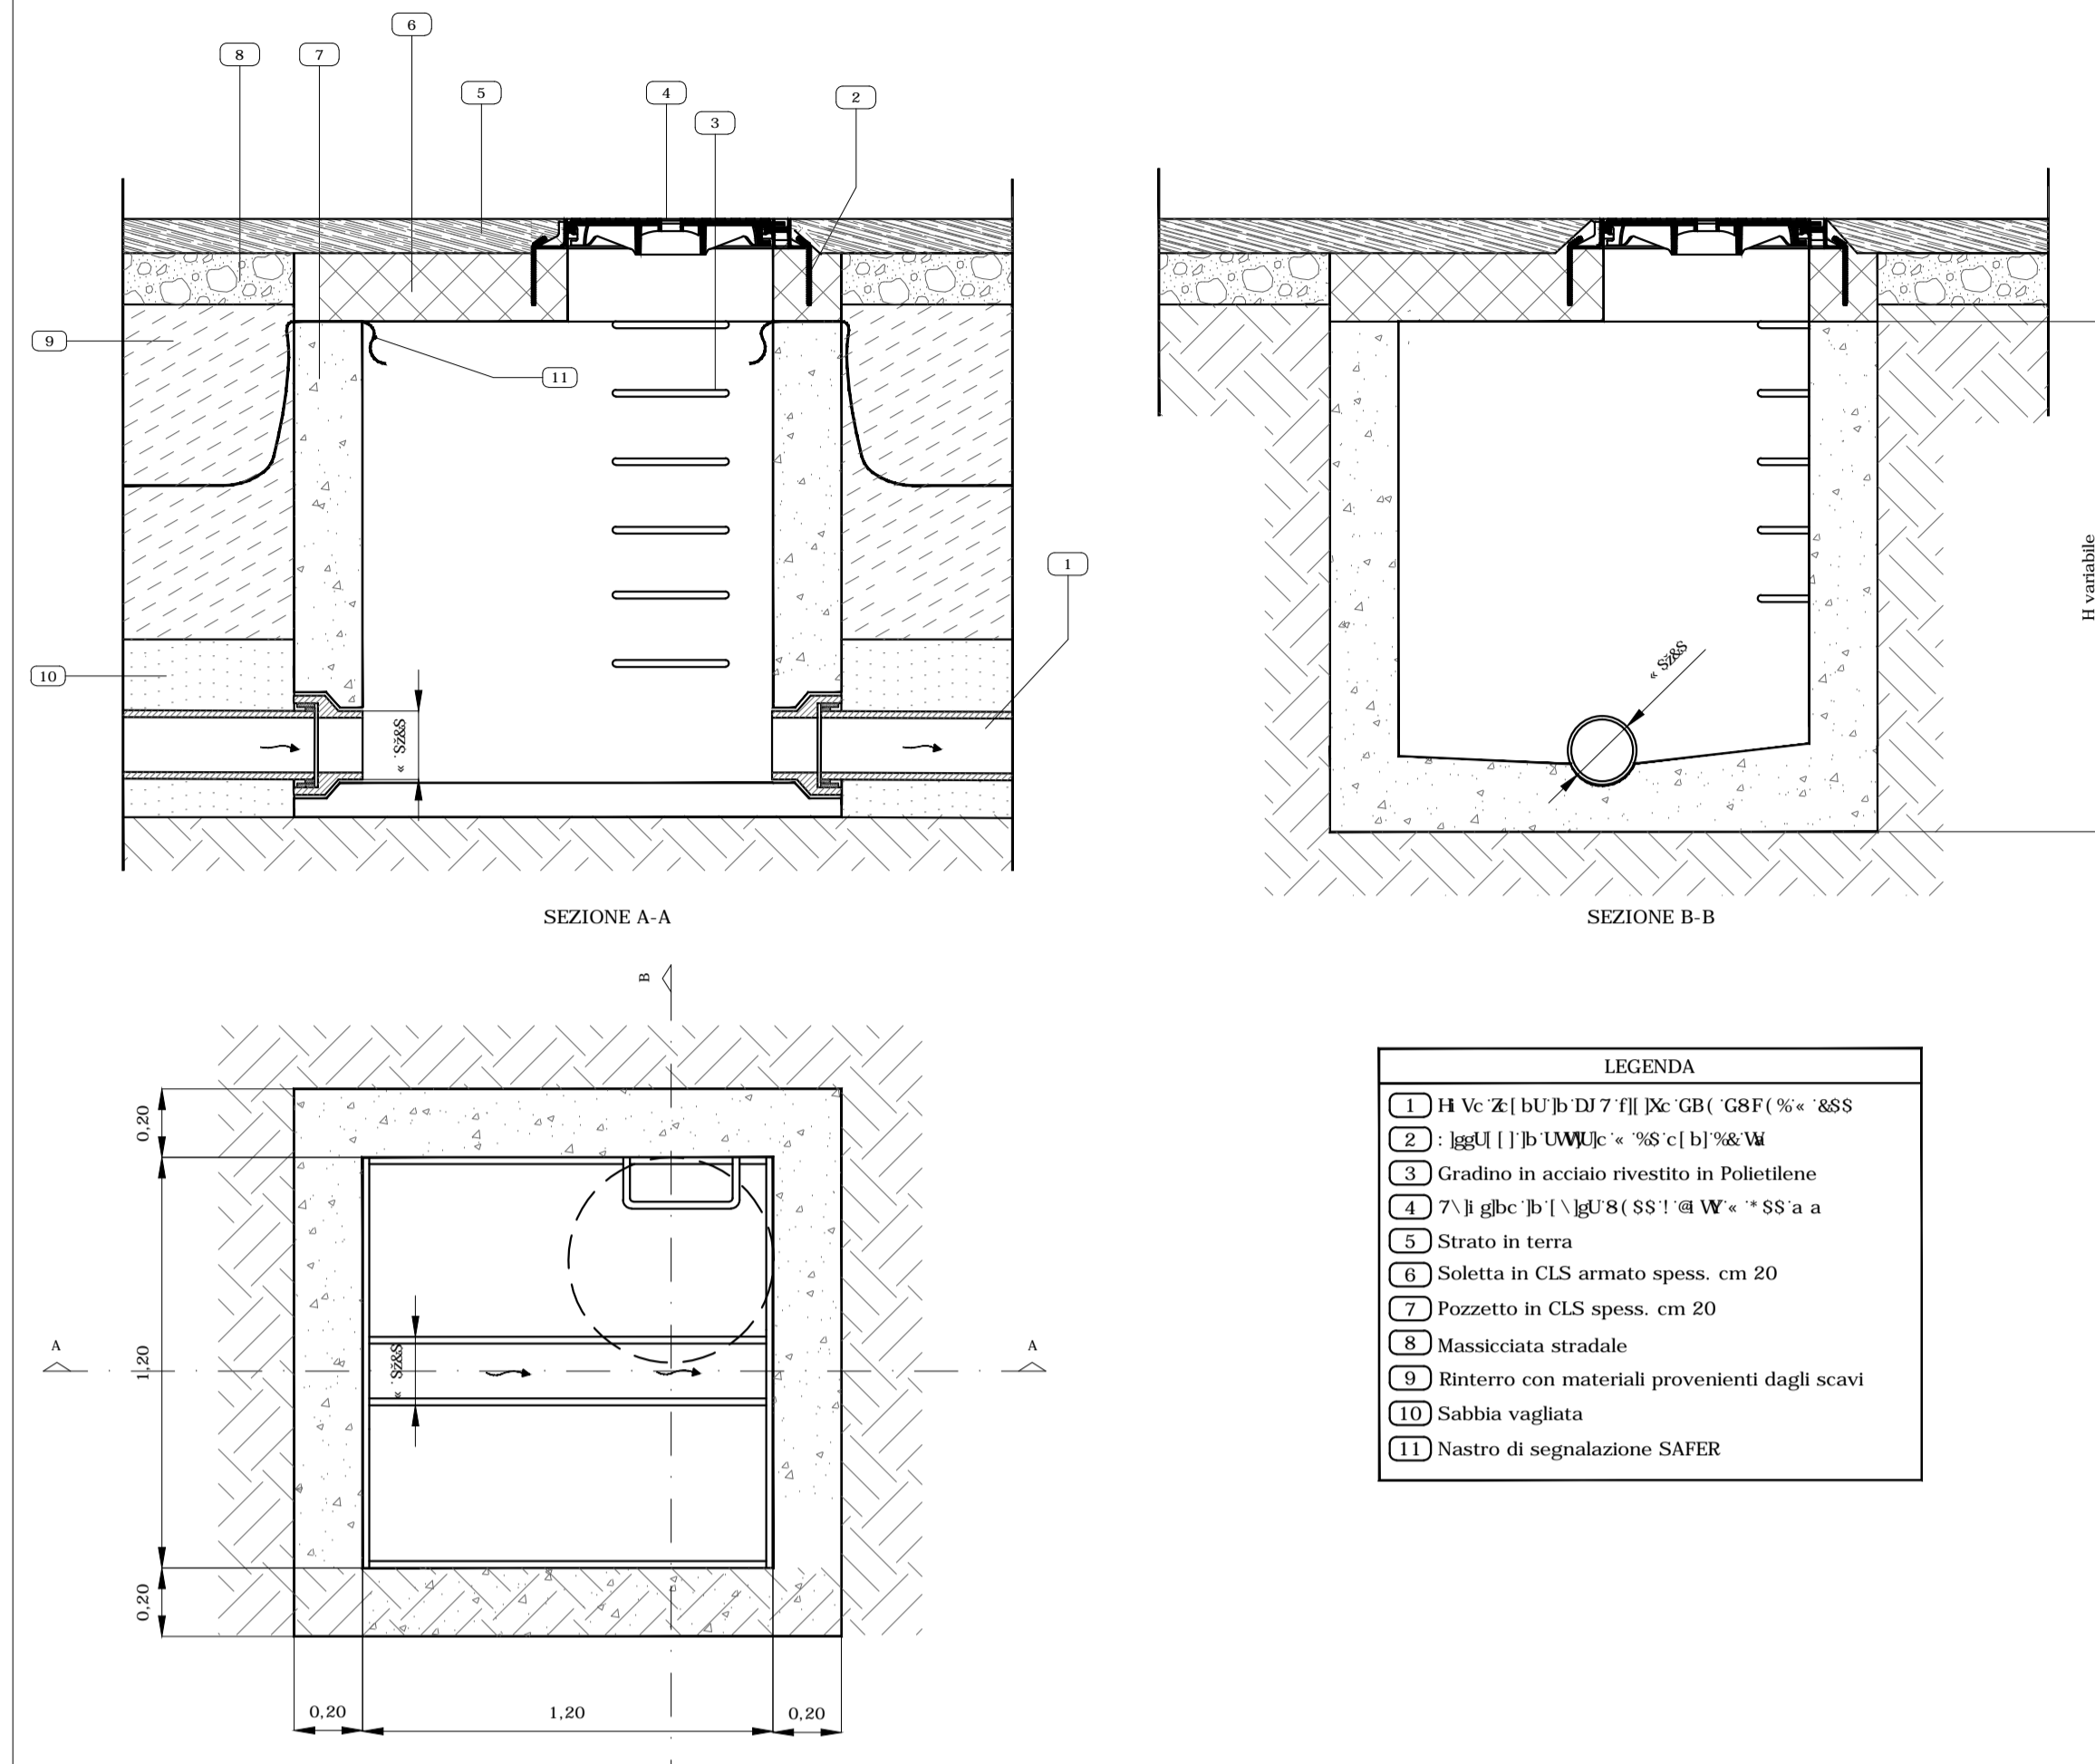 6
8
7
5
4
2
3
9
11
1
10
H variabile
SEZIONE A-A
SEZIONE B-B
B
0,20
A
1,20
A
0,20
0,20
1,20
0,20
LEGENDA
1
2
3 Gradino in acciaio rivestito in Polietilene
4
5 Strato in terra
6 Soletta in CLS armato spess. cm 20
7 Pozzetto in CLS spess. cm 20
8 Massicciata stradale
9 Rinterro con materiali provenienti dagli scavi
10 Sabbia vagliata
11 Nastro di segnalazione SAFER